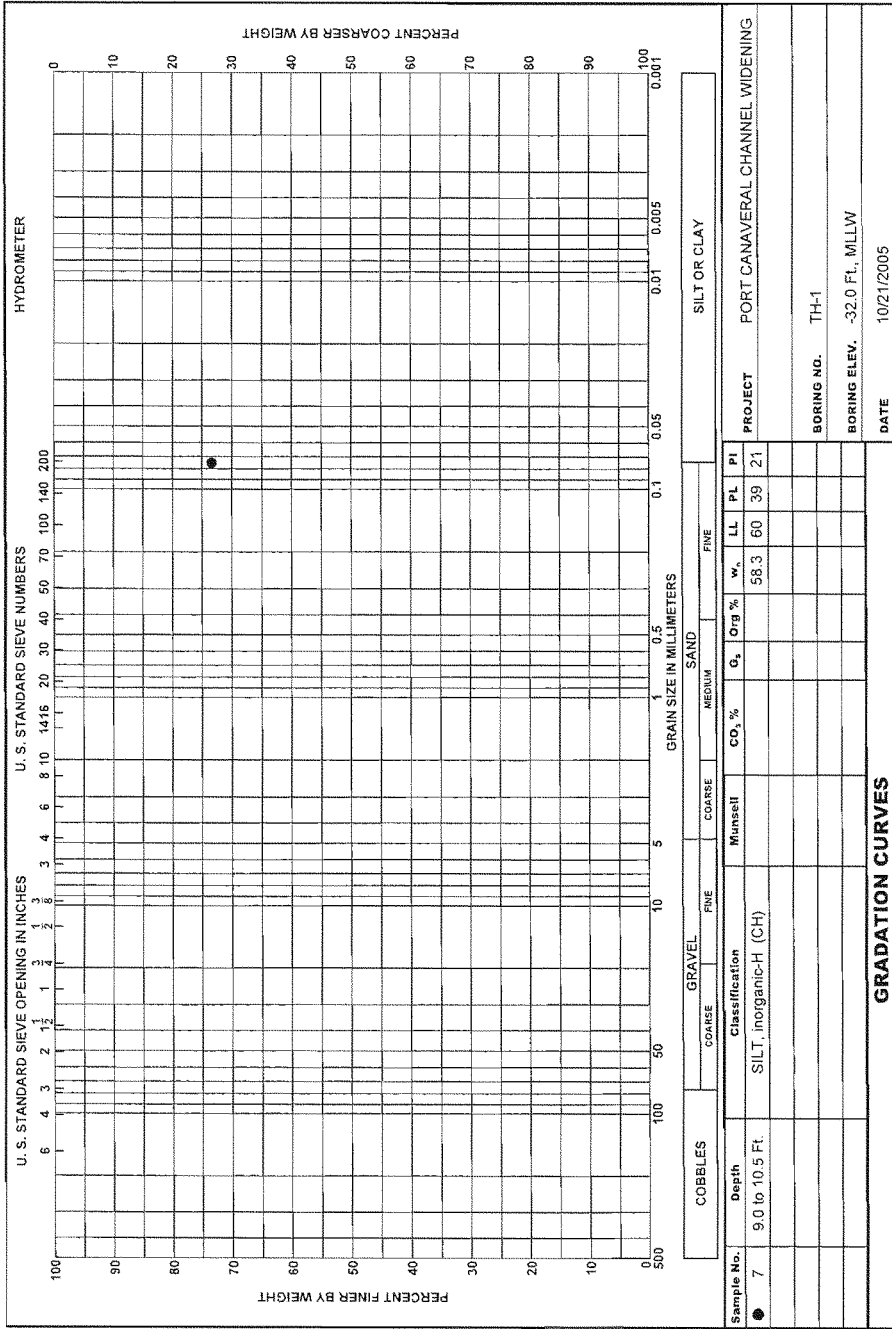 U. S. STANDARD SIEVE OPENING IN INCHES
U. S. STANDARD SIEVE NUMBERS
HYDROMETER
6 4 3 2 1½ 1 ¾ ½ ⅜ 3 4 6 8 10 14 16 20 30 40 50 70 100 140 200
PERCENT FINER BY WEIGHT
100
90
80
70
60
50
40
30
20
10
0
PERCENT COARSER BY WEIGHT
0
10
20
30
40
50
60
70
80
90
100
500 100 50 10 5 1 0.5 0.1 0.05 0.01 0.005 0.001
GRAIN SIZE IN MILLIMETERS
COBBLES GRAVEL SAND SILT OR CLAY
COARSE FINE COARSE MEDIUM FINE
Sample No. Depth Classification Munsell CO₃ % Gₛ Org % wₙ LL PL PI
● 7 9.0 to 10.5 Ft. SILT, inorganic-H (CH) 58.3 60 39 21
PROJECT PORT CANAVERAL CHANNEL WIDENING
BORING NO. TH-1
BORING ELEV. -32.0 Ft., MLLW
DATE 10/21/2005
GRADATION CURVES